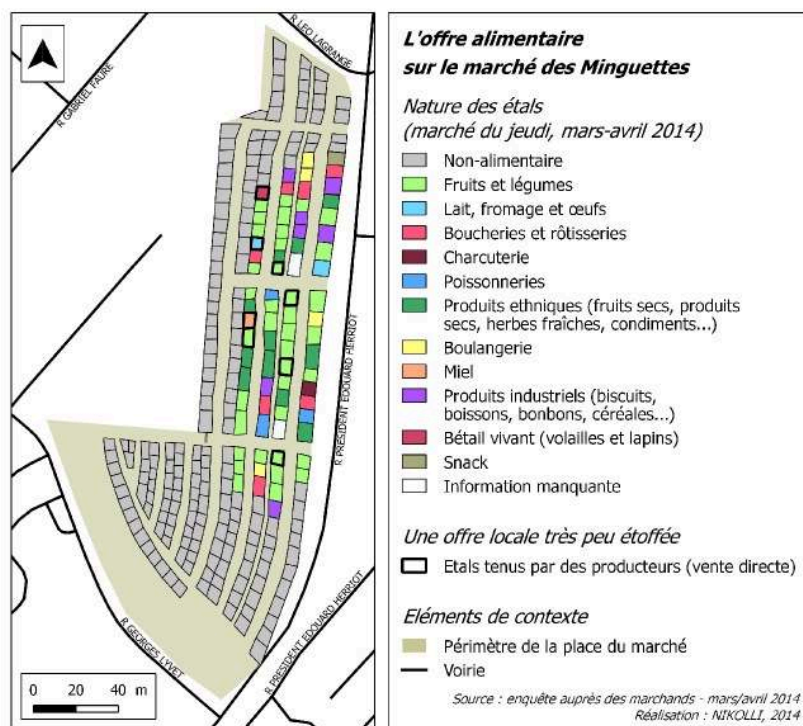 R LEO LAGRANGE
R GABRIEL FAURE
R PRESIDENT EDOUARD HERRIOT
R GEORGES LYVET
R PRESIDENT EDOUARD HERRIOT
0 20 40 m
L'offre alimentaire
sur le marché des Minguettes
Nature des étals
(marché du jeudi, mars-avril 2014)
Non-alimentaire
Fruits et légumes
Lait, fromage et œufs
Boucheries et rôtisseries
Charcuterie
Poissonneries
Produits ethniques (fruits secs, produits
secs, herbes fraîches, condiments...)
Boulangerie
Miel
Produits industriels (biscuits,
boissons, bonbons, céréales...)
Bétail vivant (volailles et lapins)
Snack
Information manquante
Une offre locale très peu étoffée
Etals tenus par des producteurs (vente directe)
Eléments de contexte
Périmètre de la place du marché
Voirie
Source : enquête auprès des marchands - mars/avril 2014
Réalisation : NIKOLLI, 2014